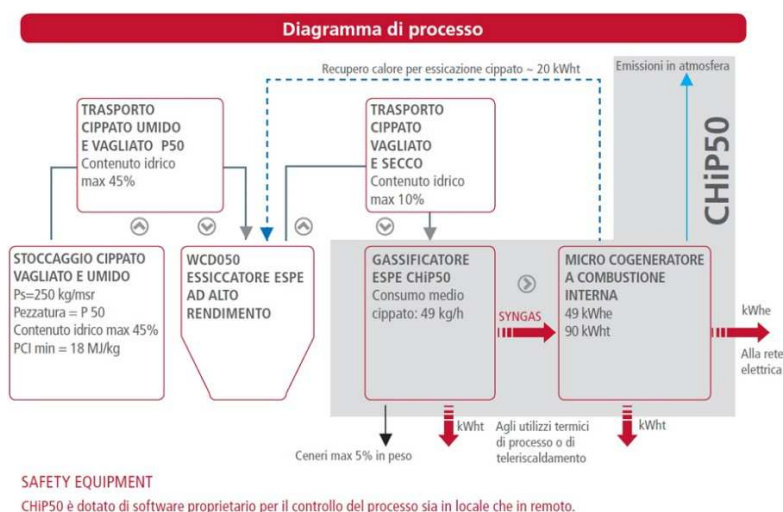 Diagramma di processo
Recupero calore per essicazione cippato ~ 20 kWht
Emissioni in atmosfera
TRASPORTO
CIPPATO UMIDO
E VAGLIATO P50
Contenuto idrico
max 45%
TRASPORTO
CIPPATO
VAGLIATO
E SECCO
Contenuto idrico
max 10%
CHiP50
STOCCAGGIO CIPPATO
VAGLIATO E UMIDO
Ps=250 kg/msr
Pezzatura = P 50
Contenuto idrico max 45%
PCI min = 18 MJ/kg
WCD050
ESSICCATORE ESPE
AD ALTO
RENDIMENTO
GASSIFICATORE
ESPE CHiP50
Consumo medio
cippato: 49 kg/h
SYNGAS
MICRO COGENERATORE
A COMBUSTIONE
INTERNA
49 kWhe
90 kWht
kWhe
Alla rete
elettrica
Ceneri max 5% in peso
kWht
Agli utilizzi termici
di processo o di
teleriscaldamento
kWht
SAFETY EQUIPMENT
CHiP50 è dotato di software proprietario per il controllo del processo sia in locale che in remoto.